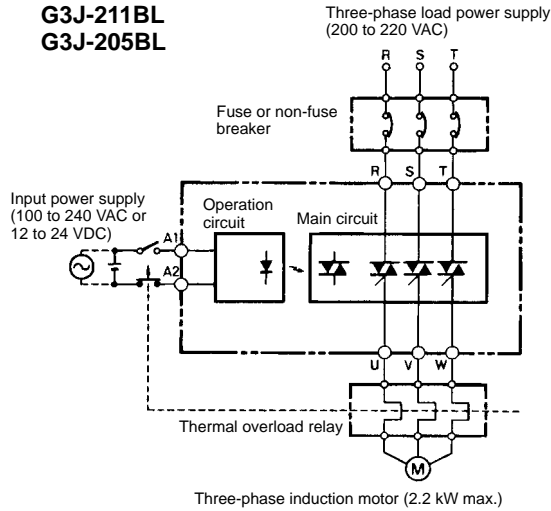 G3J-211BL
G3J-205BL
Three-phase load power supply
(200 to 220 VAC)
R S T
Fuse or non-fuse
breaker
R S T
Input power supply
(100 to 240 VAC or
12 to 24 VDC)
Operation
circuit
Main circuit
A1
A2
U V W
Thermal overload relay
M
Three-phase induction motor (2.2 kW max.)